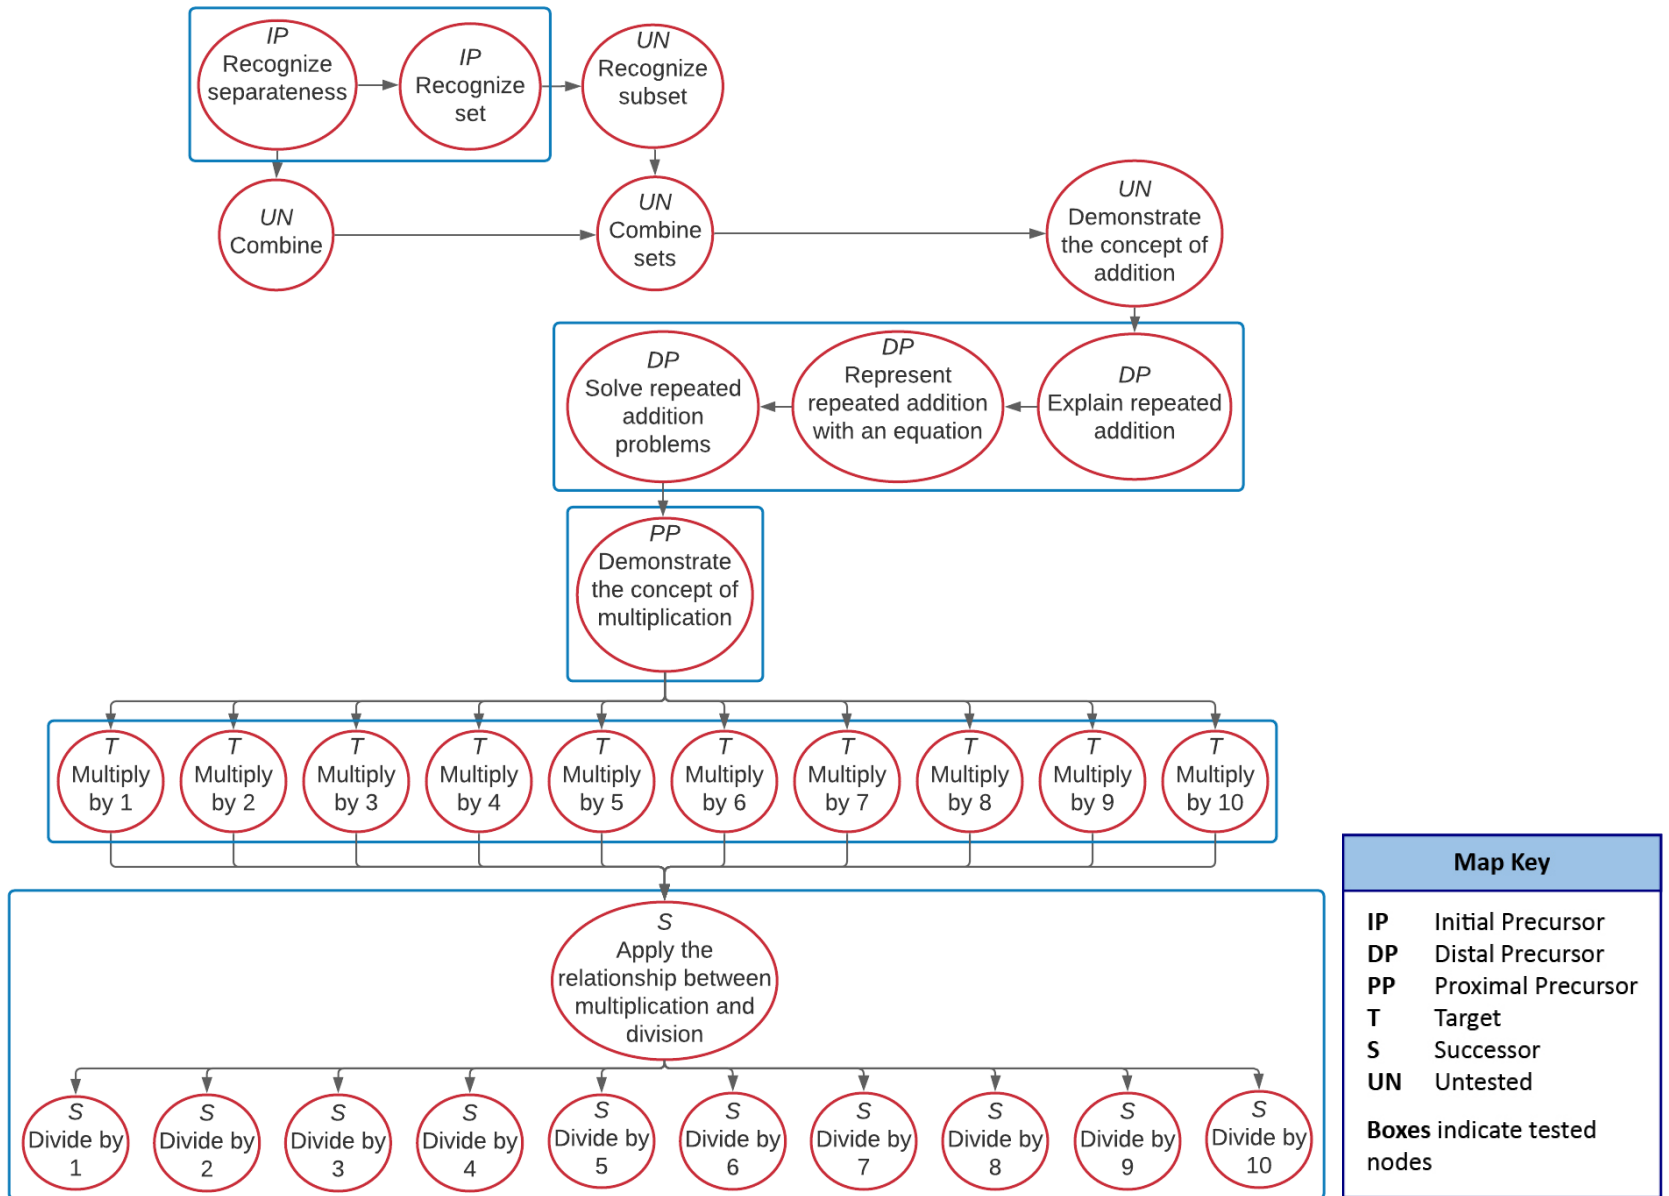 IP
Recognize
separateness
IP
Recognize
set
UN
Recognize
subset
UN
Combine
UN
Combine
sets
UN
Demonstrate
the concept of
addition
DP
Solve repeated
addition
problems
DP
Represent
repeated addition
with an equation
DP
Explain repeated
addition
PP
Demonstrate
the concept of
multiplication
T
Multiply
by 1
T
Multiply
by 2
T
Multiply
by 3
T
Multiply
by 4
T
Multiply
by 5
T
Multiply
by 6
T
Multiply
by 7
T
Multiply
by 8
T
Multiply
by 9
T
Multiply
by 10
S
Apply the
relationship between
multiplication and
division
S
Divide by
1
S
Divide by
2
S
Divide by
3
S
Divide by
4
S
Divide by
5
S
Divide by
6
S
Divide by
7
S
Divide by
8
S
Divide by
9
S
Divide by
10
Map Key
IP Initial Precursor
DP Distal Precursor
PP Proximal Precursor
T Target
S Successor
UN Untested
Boxes indicate tested
nodes